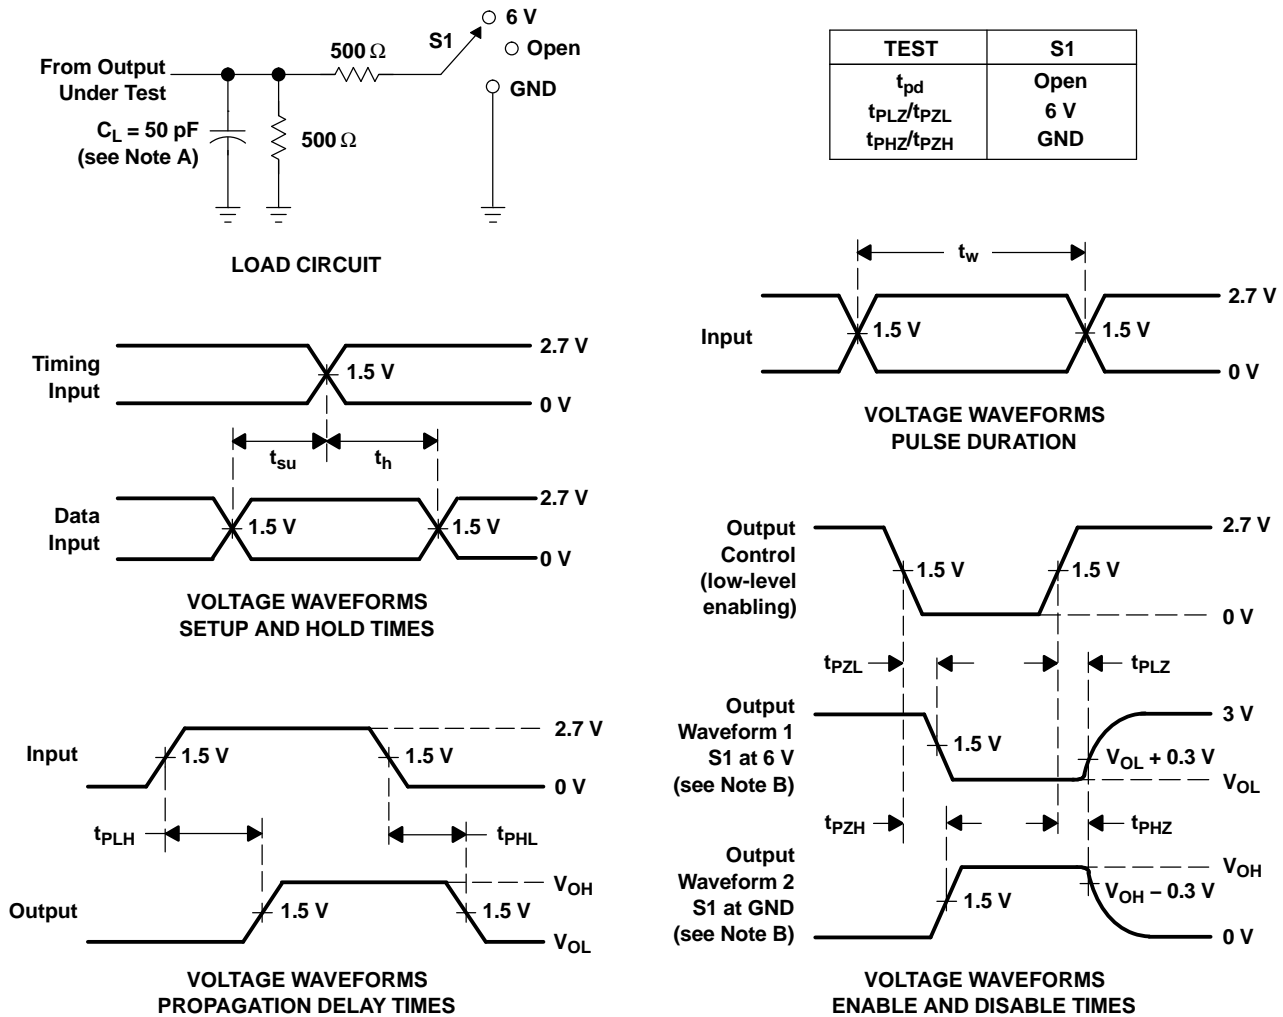 6 V
S1
Open
500 Ω
GND
From Output
Under Test
CL = 50 pF
(see Note A)
500 Ω
LOAD CIRCUIT
TEST S1
tpd Open
tPLZ/tPZL 6 V
tPHZ/tPZH GND
tw
2.7 V
Input
1.5 V 1.5 V
0 V
VOLTAGE WAVEFORMS
PULSE DURATION
Timing
Input
2.7 V
1.5 V
0 V
tsu th
Data
Input
2.7 V
1.5 V 1.5 V
0 V
VOLTAGE WAVEFORMS
SETUP AND HOLD TIMES
Input
2.7 V
1.5 V 1.5 V
0 V
tPLH tPHL
Output
VOH
1.5 V 1.5 V
VOL
VOLTAGE WAVEFORMS
PROPAGATION DELAY TIMES
Output
Control
(low-level
enabling)
2.7 V
1.5 V 1.5 V
0 V
tPZL tPLZ
Output
Waveform 1
S1 at 6 V
(see Note B)
3 V
1.5 V
VOL + 0.3 V
VOL
tPZH tPHZ
Output
Waveform 2
S1 at GND
(see Note B)
VOH
1.5 V
VOH – 0.3 V
0 V
VOLTAGE WAVEFORMS
ENABLE AND DISABLE TIMES